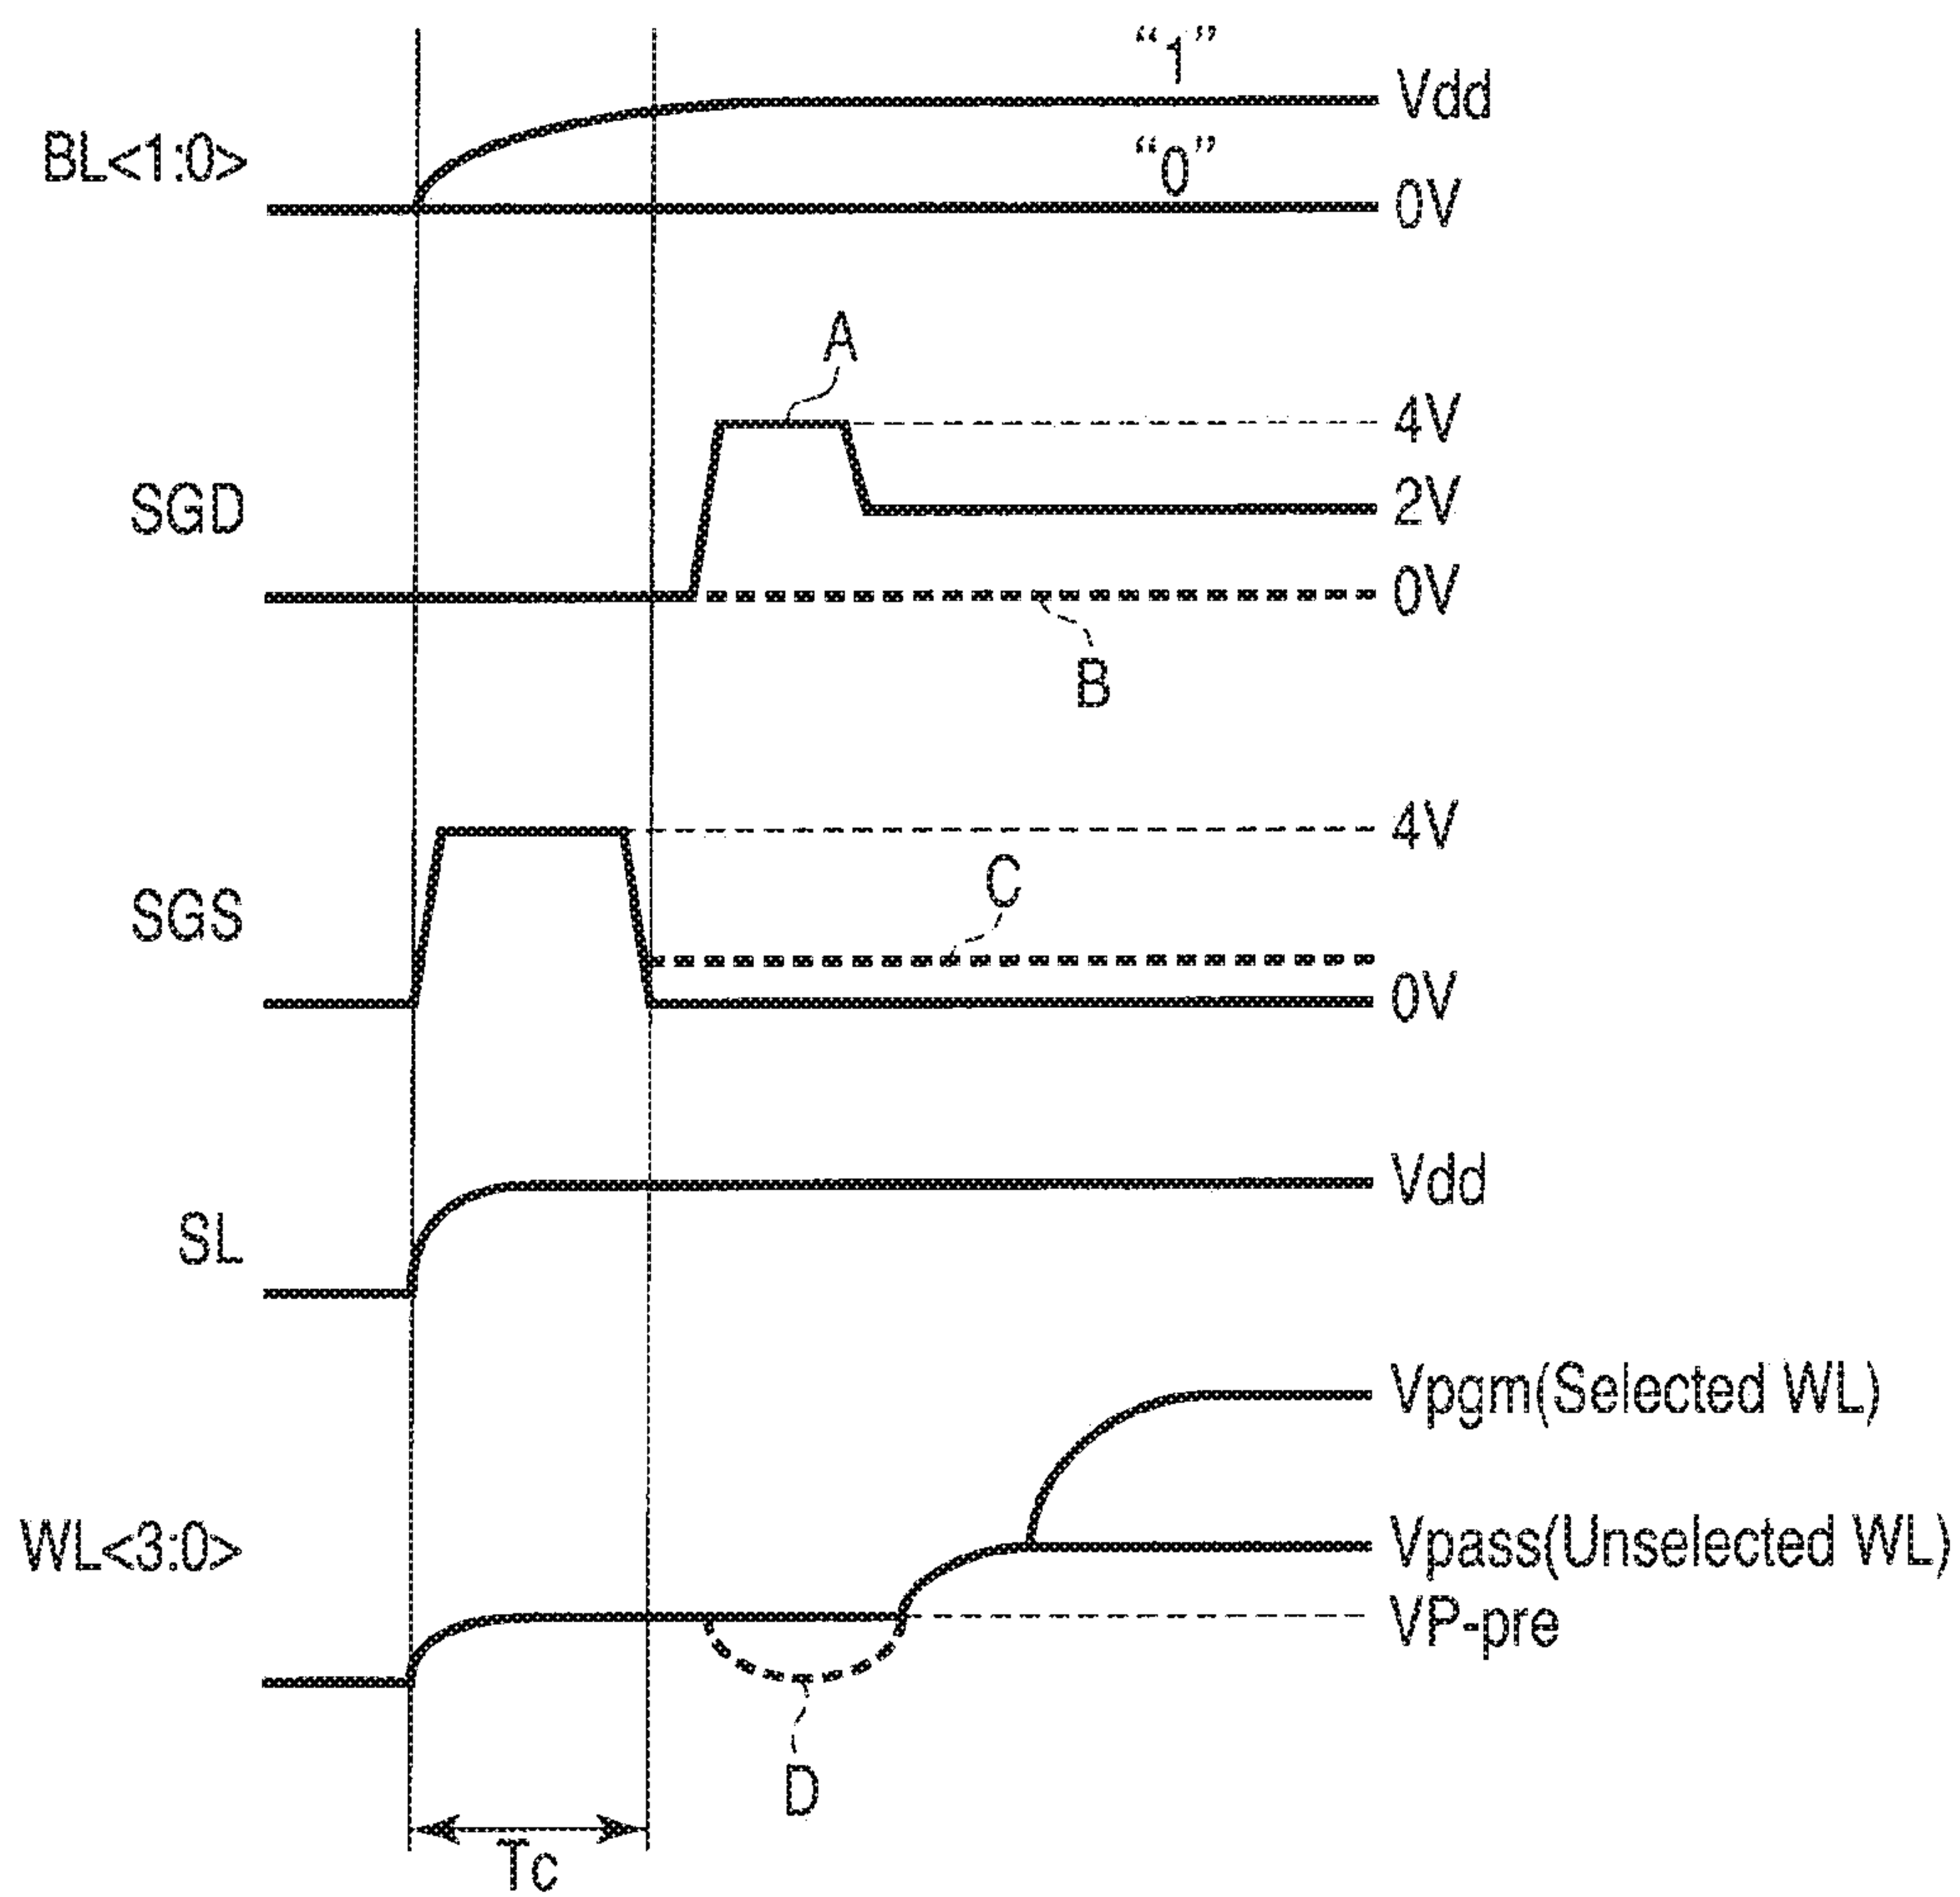 “1”
Vdd
BL<1:0>
“0”
0V
A
4V
SGD
2V
0V
B
4V
SGS
C
0V
Vdd
SL
Vpgm(Selected WL)
WL<3:0>
Vpass(Unselected WL)
VP-pre
D
Tc